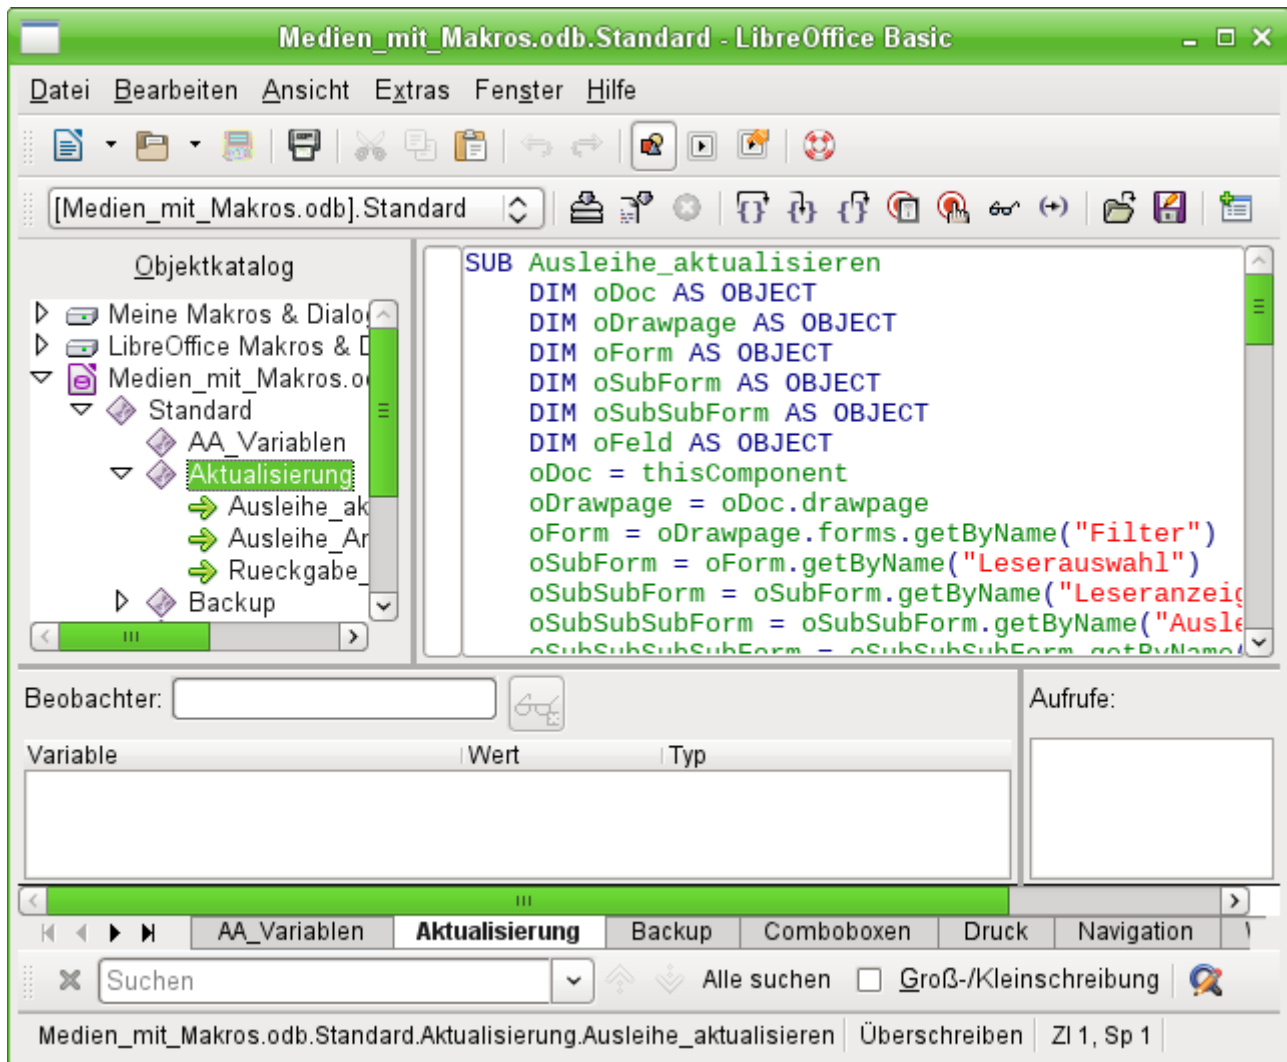 Medien_mit_Makros.odb.Standard - LibreOffice Basic
Datei Bearbeiten Ansicht Extras Fenster Hilfe
[Medien_mit_Makros.odb].Standard
Objektkatalog
Meine Makros & Dialo
LibreOffice Makros & D
Medien_mit_Makros.o
Standard
AA_Variablen
Aktualisierung
Ausleihe_ak
Ausleihe_Ar
Rueckgabe_
Backup
SUB Ausleihe_aktualisieren
DIM oDoc AS OBJECT
DIM oDrawpage AS OBJECT
DIM oForm AS OBJECT
DIM oSubForm AS OBJECT
DIM oSubSubForm AS OBJECT
DIM oFeld AS OBJECT
oDoc = thisComponent
oDrawpage = oDoc.drawpage
oForm = oDrawpage.forms.getByName("Filter")
oSubForm = oForm.getByName("Leserauswahl")
oSubSubForm = oSubForm.getByName("Leseranzeig
oSubSubSubForm = oSubSubForm.getByName("Ausle
oSubSubSubSubForm = oSubSubSubForm.getByName(
Beobachter:
Aufrufe:
Variable Wert Typ
AA_Variablen Aktualisierung Backup Comboboxen Druck Navigation
Suchen Alle suchen Groß-/Kleinschreibung
Medien_mit_Makros.odb.Standard.Aktualisierung.Ausleihe_aktualisieren Überschreiben Zl 1, Sp 1